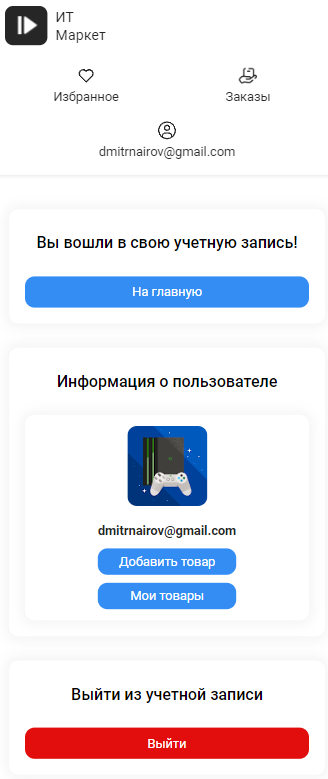 ИТ
Маркет
Избранное
Заказы
dmitrnairov@gmail.com
Вы вошли в свою учетную запись!
На главную
Информация о пользователе
dmitrnairov@gmail.com
Добавить товар
Мои товары
Выйти из учетной записи
Выйти